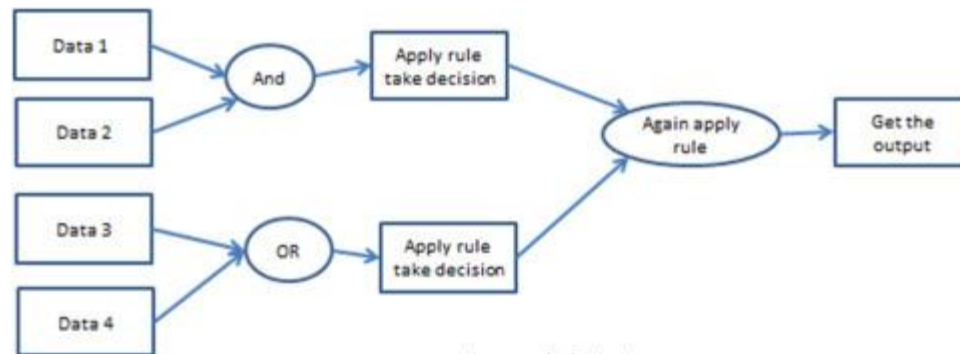 Data 1
Data 2
And
Apply rule
take decision
Data 3
Data 4
OR
Apply rule
take decision
Again apply
rule
Get the
output